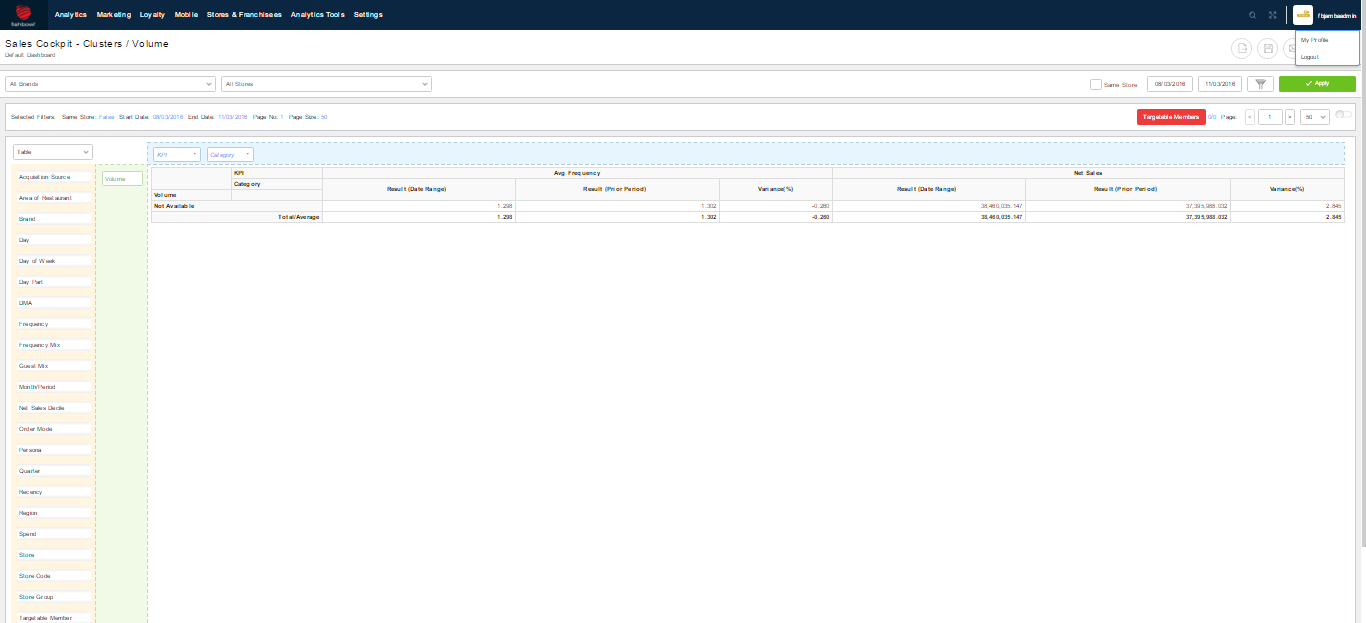 fishbowl
Analytics Marketing Loyalty Mobile Stores & Franchisees Analytics Tools Settings
fbjambaadmin
My Profile
Logout
Sales Cockpit - Clusters / Volume
Default Dashboard
All Brands All Stores Same Store 08/03/2016 11/03/2016 Apply
Selected Filters: Same Store: False Start Date: 08/03/2016 End Date: 11/03/2016 Page No: 1 Page Size: 50 Targetable Members 0/0 Page: < 1 > 50
Table KPI Category
Acquisition Source
Area of Restaurant
Brand
Day
Day of Week
Day Part
DMA
Frequency
Frequency Mix
Guest Mix
Month/Period
Net Sales Decile
Order Mode
Persona
Quarter
Recency
Region
Spend
Store
Store Code
Store Group
Targetable Member
Volume
KPI Avg Frequency Net Sales
Category Result (Date Range) Result (Prior Period) Variance(%) Result (Date Range) Result (Prior Period) Variance(%)
Volume
Not Available 1.298 1.302 -0.260 38,460,035.147 37,395,988.032 2.845
Total/Average 1.298 1.302 -0.260 38,460,035.147 37,395,988.032 2.845